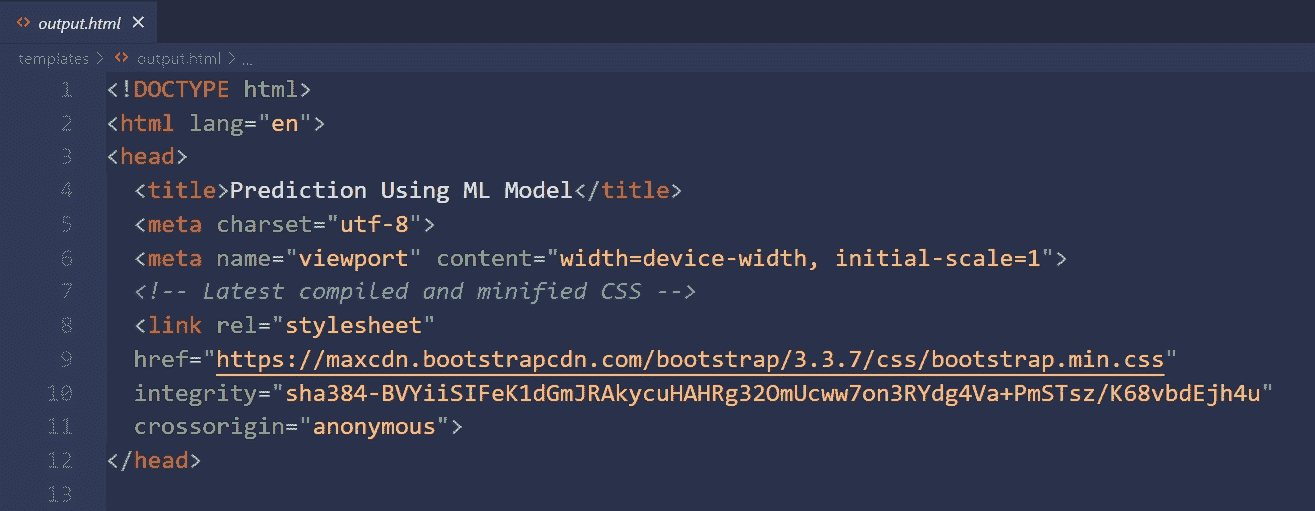 output.html
templates > output.html > ...
1 <!DOCTYPE html>
2 <html lang="en">
3 <head>
4 <title>Prediction Using ML Model</title>
5 <meta charset="utf-8">
6 <meta name="viewport" content="width=device-width, initial-scale=1">
7 <!-- Latest compiled and minified CSS -->
8 <link rel="stylesheet"
9 href="https://maxcdn.bootstrapcdn.com/bootstrap/3.3.7/css/bootstrap.min.css"
10 integrity="sha384-BVYiiSIFeK1dGmJRAkycuHAHRg32OmUcww7on3RYdg4Va+PmSTsz/K68vbdEjh4u"
11 crossorigin="anonymous">
12 </head>
13